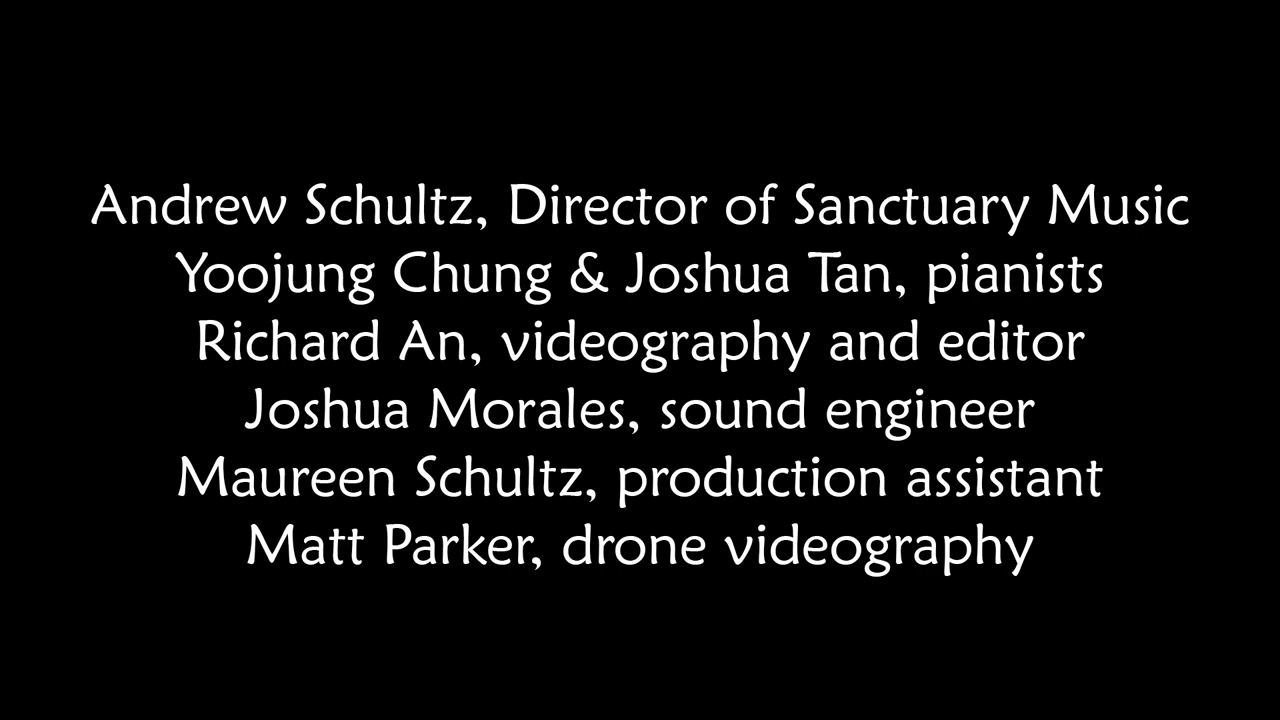 Andrew Schultz, Director of Sanctuary Music
Yoojung Chung & Joshua Tan, pianists
Richard An, videography and editor
Joshua Morales, sound engineer
Maureen Schultz, production assistant
Matt Parker, drone videography